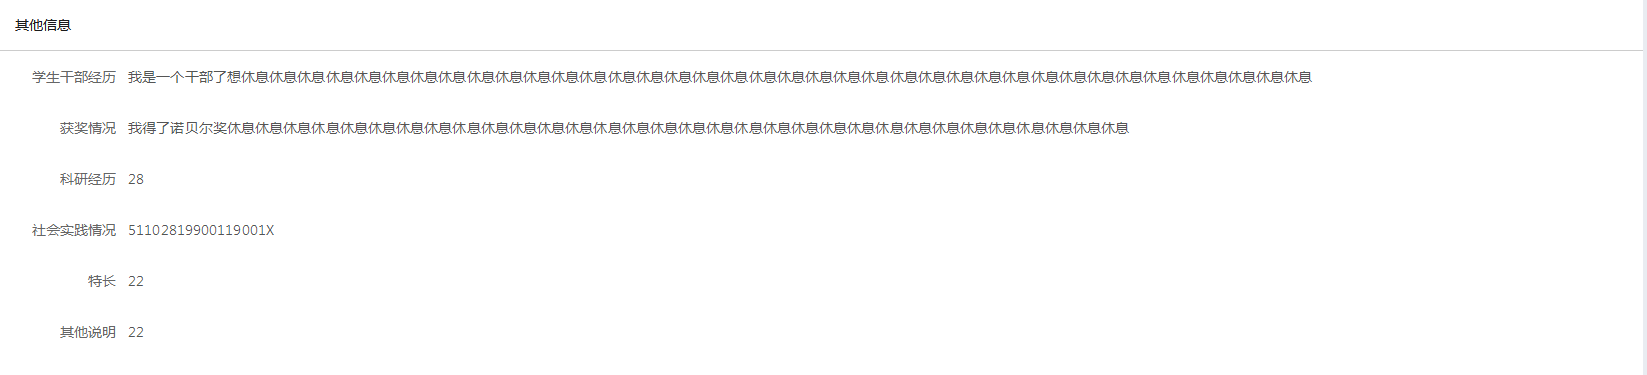 其他信息
学生干部经历 我是一个干部了想休息休息休息休息休息休息休息休息休息休息休息休息休息休息休息休息休息休息休息休息休息休息休息休息休息休息休息休息休息休息休息休息休息休息休息休息休息休息
获奖情况 我得了诺贝尔奖休息休息休息休息休息休息休息休息休息休息休息休息休息休息休息休息休息休息休息休息休息休息休息休息休息休息休息休息休息休息休息休息
科研经历 28
社会实践情况 51102819900119001X
特长 22
其他说明 22